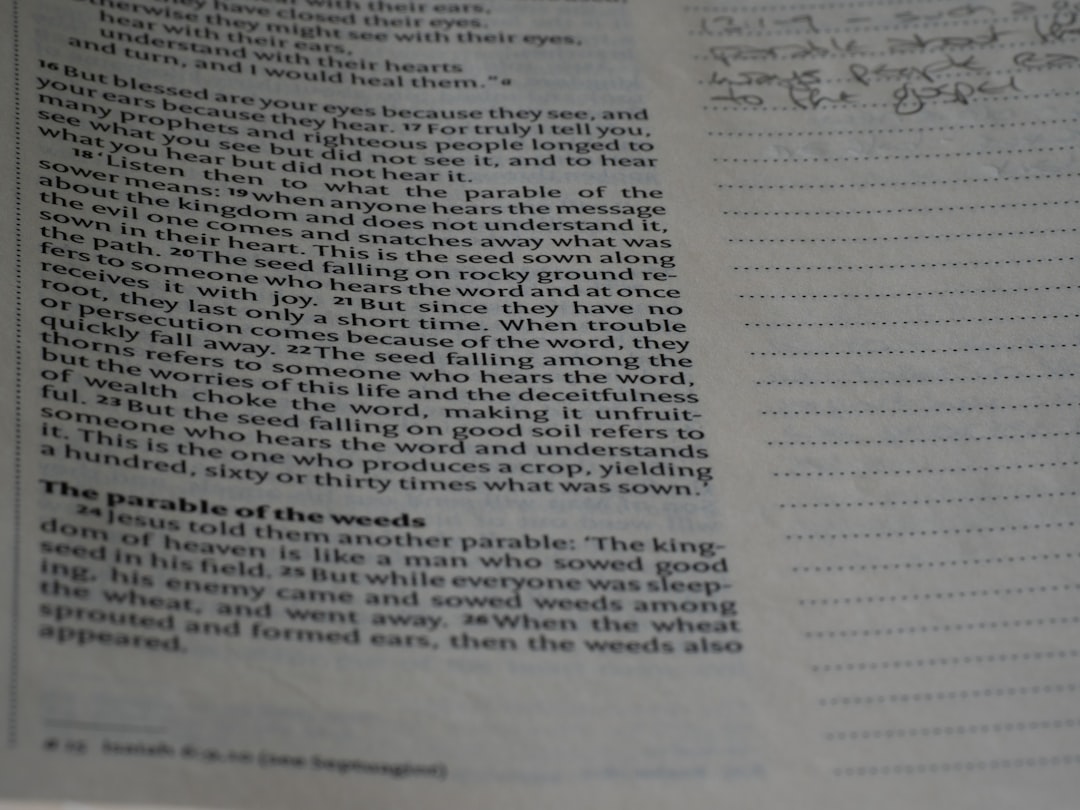 with their ears,
they have closed their eyes.
Otherwise they might see with their eyes,
hear with their ears,
understand with their hearts
and turn, and I would heal them.” a
16 But blessed are your eyes because they see, and
your ears because they hear. 17 For truly I tell you,
many prophets and righteous people longed to
see what you see but did not see it, and to hear
what you hear but did not hear it.
18 ‘Listen then to what the parable of the
sower means: 19 when anyone hears the message
about the kingdom and does not understand it,
the evil one comes and snatches away what was
sown in their heart. This is the seed sown along
the path. 20 The seed falling on rocky ground re-
fers to someone who hears the word and at once
receives it with joy. 21 But since they have no
root, they last only a short time. When trouble
or persecution comes because of the word, they
quickly fall away. 22 The seed falling among the
thorns refers to someone who hears the word,
but the worries of this life and the deceitfulness
of wealth choke the word, making it unfruit-
ful. 23 But the seed falling on good soil refers to
someone who hears the word and understands
it. This is the one who produces a crop, yielding
a hundred, sixty or thirty times what was sown.’
The parable of the weeds
24 Jesus told them another parable: ‘The king-
dom of heaven is like a man who sowed good
seed in his field. 25 But while everyone was sleep-
ing, his enemy came and sowed weeds among
the wheat, and went away. 26 When the wheat
sprouted and formed ears, then the weeds also
appeared.
a 15 Isaiah 6:9,10 (see Septuagint)
parable about
people
to the gospel